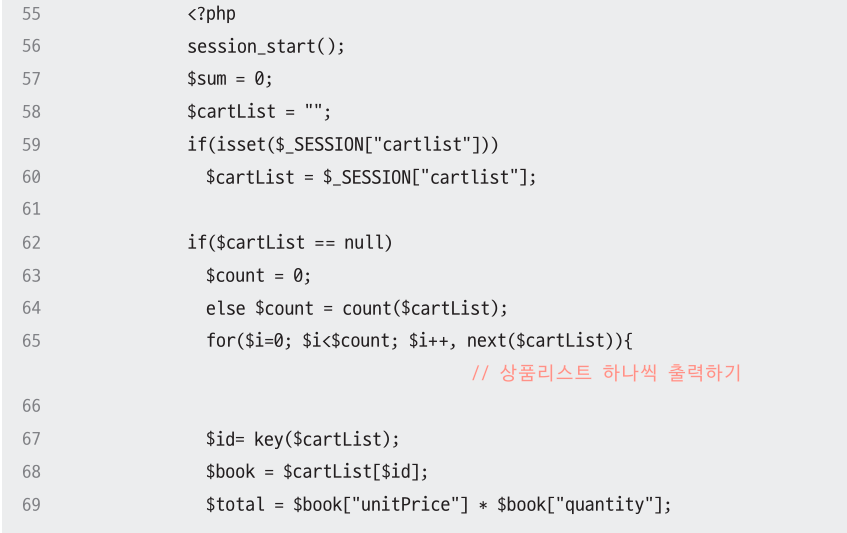 55 <?php
56 session_start();
57 $sum = 0;
58 $cartList = "";
59 if(isset($_SESSION["cartlist"]))
60 $cartList = $_SESSION["cartlist"];
61
62 if($cartList == null)
63 $count = 0;
64 else $count = count($cartList);
65 for($i=0; $i<$count; $i++, next($cartList)){
// 상품리스트 하나씩 출력하기
66
67 $id= key($cartList);
68 $book = $cartList[$id];
69 $total = $book["unitPrice"] * $book["quantity"];